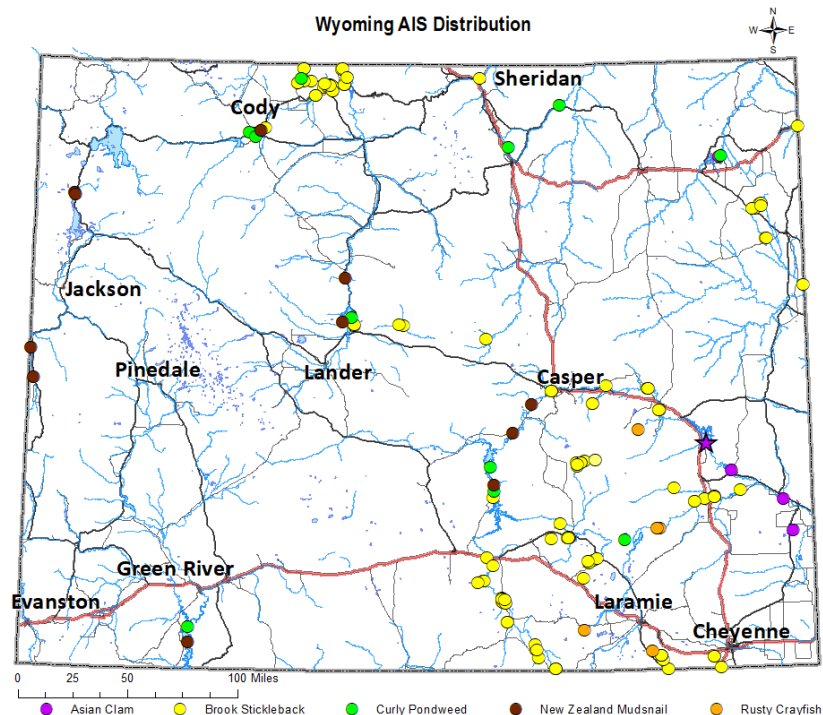 Wyoming AIS Distribution
N
W E
S
Sheridan
Cody
Jackson
Pinedale
Lander
Casper
Green River
Evanston
Laramie
Cheyenne
0 25 50 100 Miles
Asian Clam Brook Stickleback Curly Pondweed New Zealand Mudsnail Rusty Crayfish